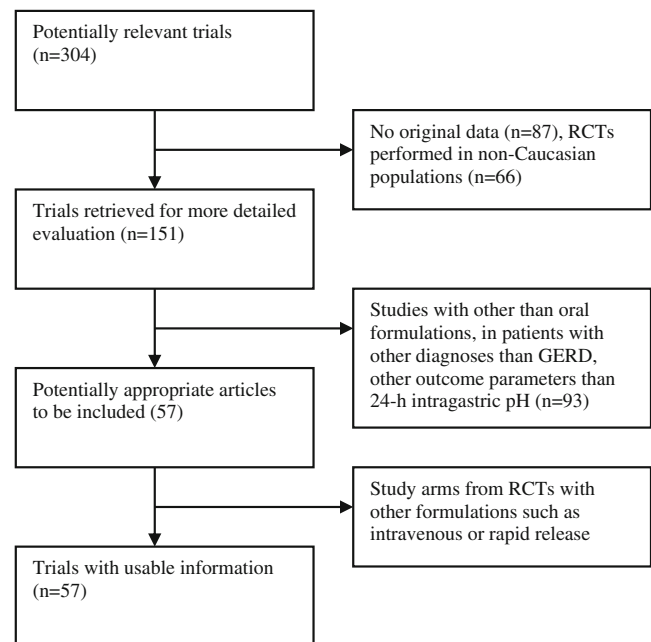 Potentially relevant trials
(n=304)
No original data (n=87), RCTs
performed in non-Caucasian
populations (n=66)
Trials retrieved for more detailed
evaluation (n=151)
Studies with other than oral
formulations, in patients with
other diagnoses than GERD,
other outcome parameters than
24-h intragastric pH (n=93)
Potentially appropriate articles
to be included (57)
Study arms from RCTs with
other formulations such as
intravenous or rapid release
Trials with usable information
(n=57)